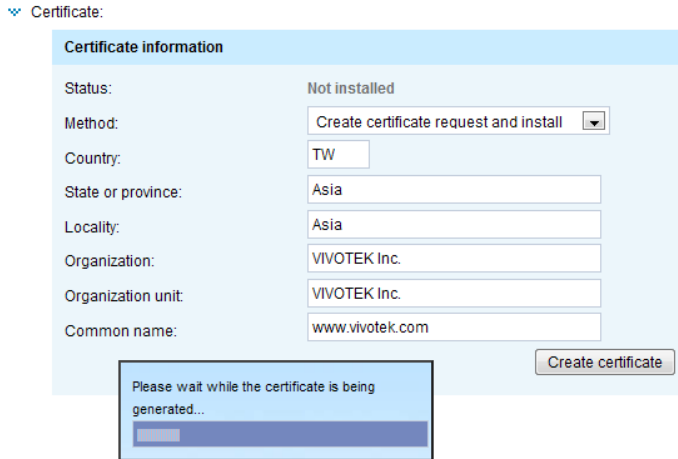 Certificate:
Certificate information
Status: Not installed
Method: Create certificate request and install
Country: TW
State or province: Asia
Locality: Asia
Organization: VIVOTEK Inc.
Organization unit: VIVOTEK Inc.
Common name: www.vivotek.com
Create certificate
Please wait while the certificate is being
generated...